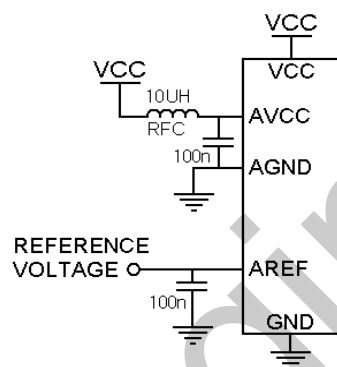 VCC
VCC
VCC
10UH
RFC
AVCC
100n
AGND
REFERENCE
VOLTAGE
AREF
100n
GND